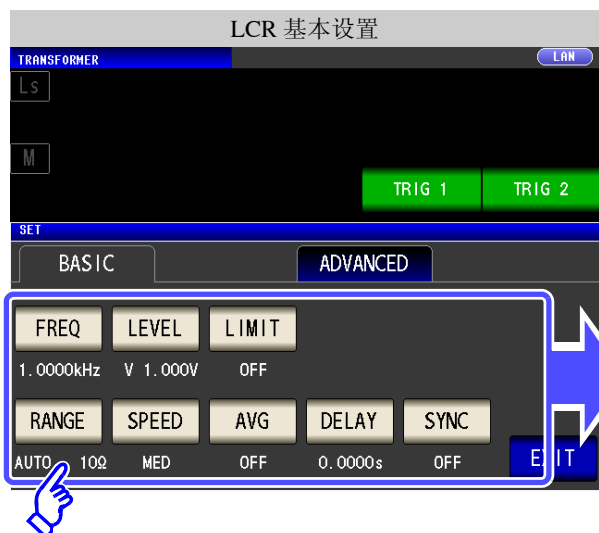 LCR 基本设置
TRANSFORMER LAN
Ls
M
TRIG 1 TRIG 2
SET
BASIC ADVANCED
FREQ LEVEL LIMIT
1.0000kHz V 1.000V OFF
RANGE SPEED AVG DELAY SYNC
AUTO 10Ω MED OFF 0.0000s OFF
EXIT